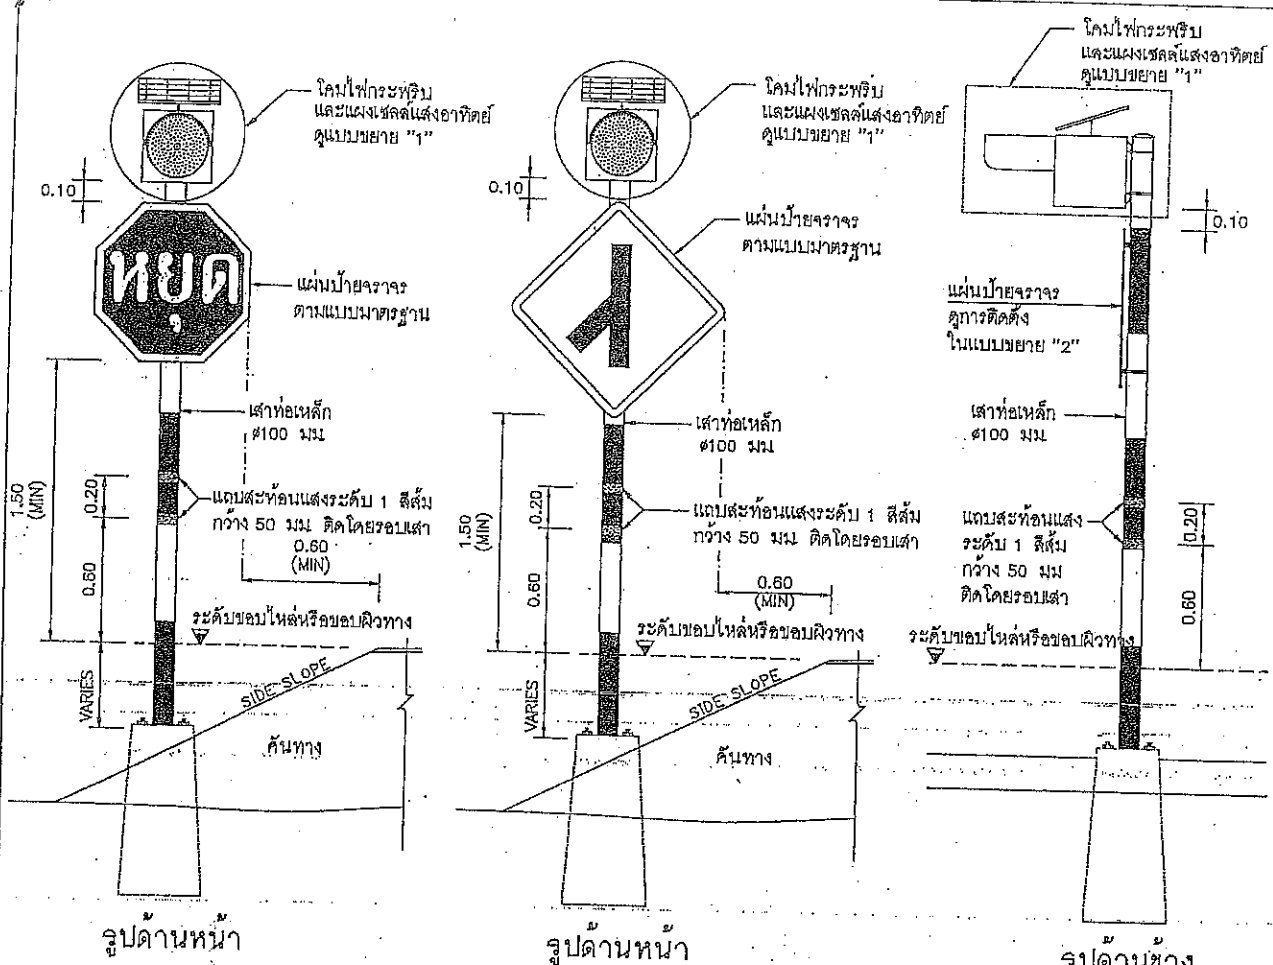 โคมไฟกระพริบ
และแผงเซลล์แสงอาทิตย์
ดูแบบขยาย "1"
0.10
หยุด
แผ่นป้ายจราจร
ตามแบบมาตรฐาน
เสาท่อเหล็ก
ø100 มม
1.50
(MIN)
0.20
แถบสะท้อนแสงระดับ 1 สีส้ม
กว้าง 50 มม ติดโดยรอบเสา
0.60
(MIN)
0.60
ระดับขอบไหล่หรือขอบผิวทาง
VARIES
SIDE SLOPE
คันทาง
รูปด้านหน้า
โคมไฟกระพริบ
และแผงเซลล์แสงอาทิตย์
ดูแบบขยาย "1"
0.10
แผ่นป้ายจราจร
ตามแบบมาตรฐาน
เสาท่อเหล็ก
ø100 มม
1.50
(MIN)
0.20
แถบสะท้อนแสงระดับ 1 สีส้ม
กว้าง 50 มม ติดโดยรอบเสา
0.60
0.60
(MIN)
ระดับขอบไหล่หรือขอบผิวทาง
VARIES
SIDE SLOPE
คันทาง
รูปด้านหน้า
โคมไฟกระพริบ
และแผงเซลล์แสงอาทิตย์
ดูแบบขยาย "1"
0.10
แผ่นป้ายจราจร
ดูการติดตั้ง
ในแบบขยาย "2"
เสาท่อเหล็ก
ø100 มม
แถบสะท้อนแสง
ระดับ 1 สีส้ม
กว้าง 50 มม
ติดโดยรอบเสา
0.20
0.60
ระดับขอบไหล่หรือขอบผิวทาง
รูปด้านข้าง